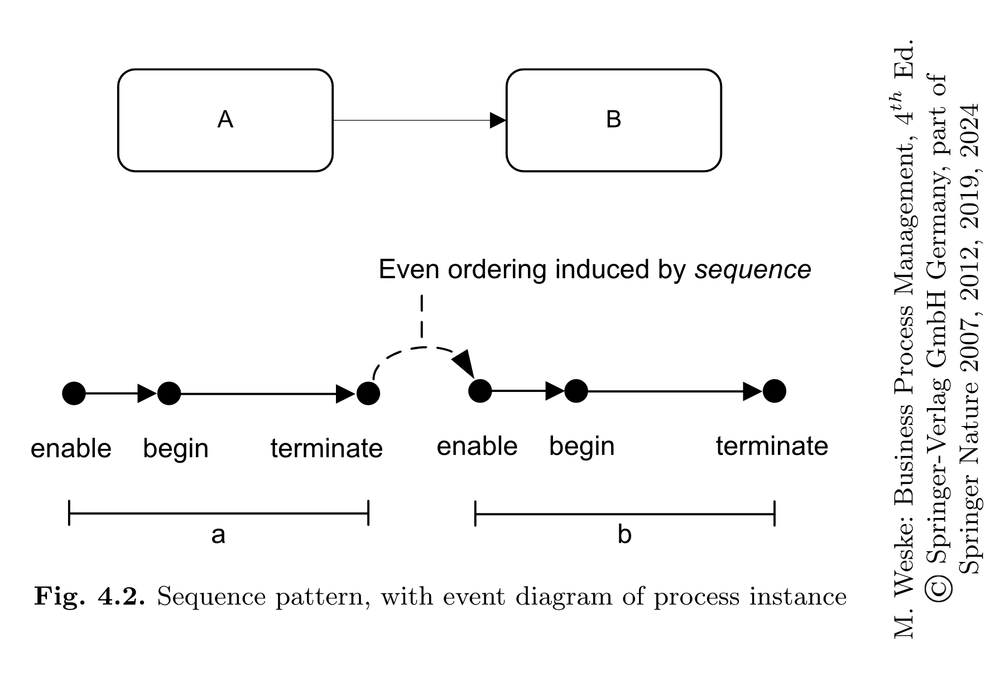 A
B
Even ordering induced by sequence
enable begin terminate enable begin terminate
a
b
Fig. 4.2. Sequence pattern, with event diagram of process instance
M. Weske: Business Process Management, 4th Ed.
© Springer-Verlag GmbH Germany, part of
Springer Nature 2007, 2012, 2019, 2024